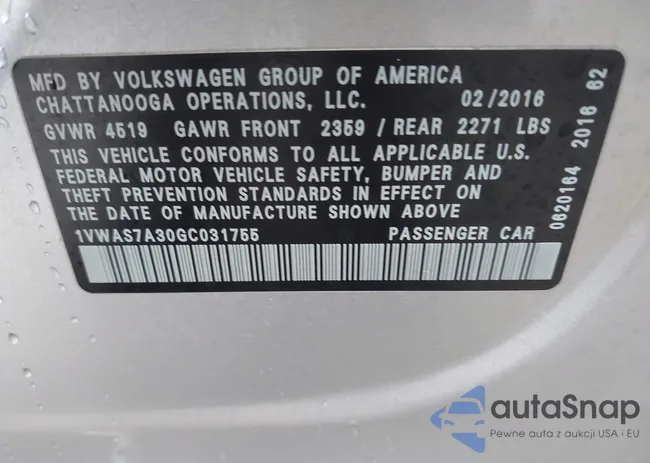 MFD BY VOLKSWAGEN GROUP OF AMERICA
CHATTANOOGA OPERATIONS, LLC. 02/2016
GVWR 4519 GAWR FRONT 2359 / REAR 2271 LBS
THIS VEHICLE CONFORMS TO ALL APPLICABLE U.S.
FEDERAL MOTOR VEHICLE SAFETY, BUMPER AND
THEFT PREVENTION STANDARDS IN EFFECT ON
THE DATE OF MANUFACTURE SHOWN ABOVE
1VWAS7A30GC031755 PASSENGER CAR
0620164 2016 62
autoSnap
Pewne auta z aukcji USA i EU